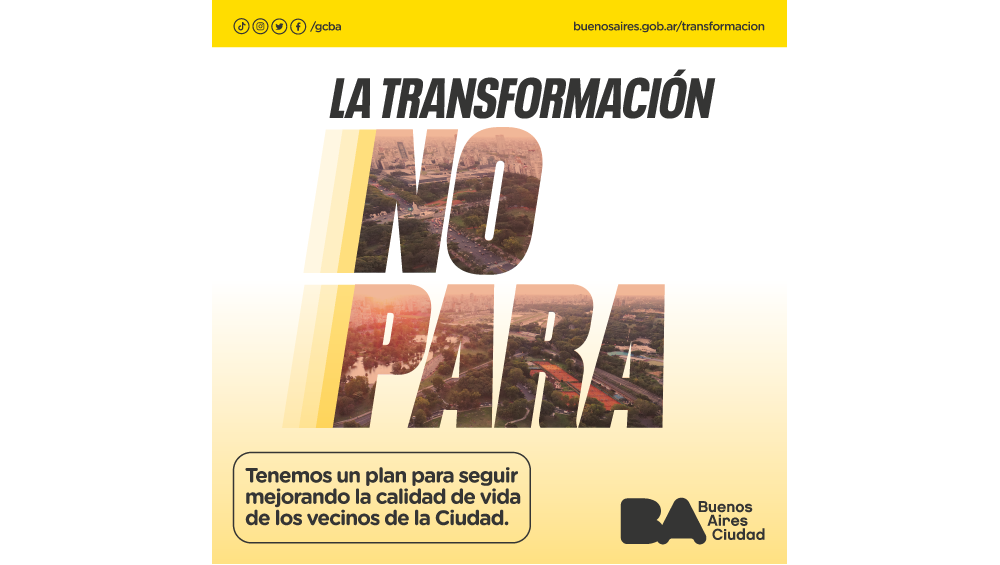 /gcba
buenosaires.gob.ar/transformacion
LA TRANSFORMACIÓN
NO
PARA
Tenemos un plan para seguir
mejorando la calidad de vida
de los vecinos de la Ciudad.
BA
Buenos
Aires
Ciudad